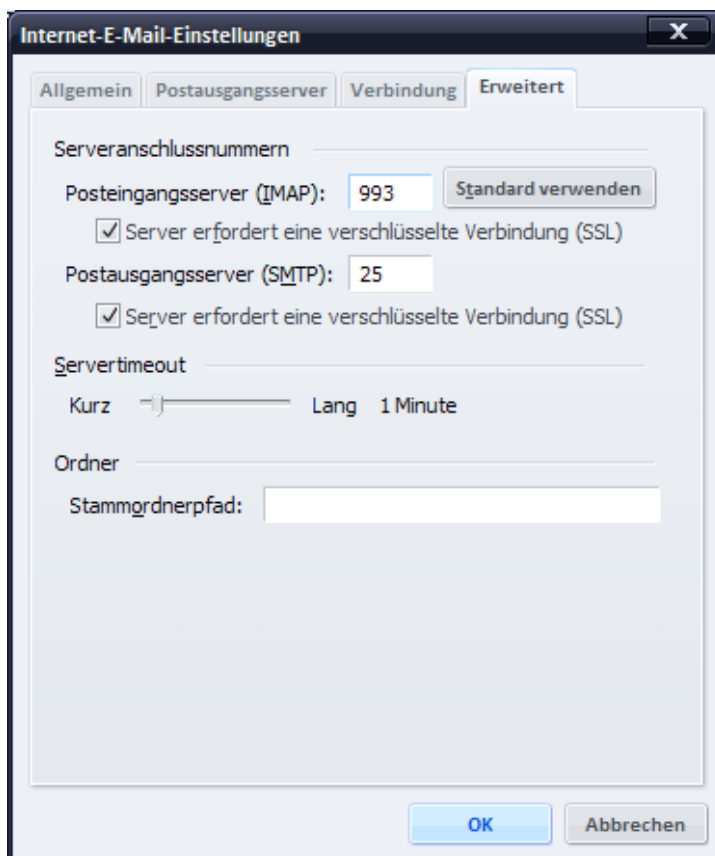 Internet-E-Mail-Einstellungen X
Allgemein Postausgangsserver Verbindung Erweitert
Serveranschlussnummern
Posteingangsserver (IMAP): 993 Standard verwenden
Server erfordert eine verschlüsselte Verbindung (SSL)
Postausgangsserver (SMTP): 25
Server erfordert eine verschlüsselte Verbindung (SSL)
Servertimeout
Kurz Lang 1 Minute
Ordner
Stammordnerpfad:
OK Abbrechen